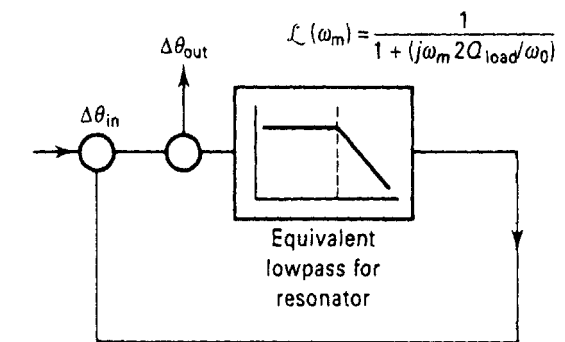 ℒ(ωm) = 1 / 1 + (jωm 2Qload/ω0)
Δθout
Δθin
Equivalent
lowpass for
resonator